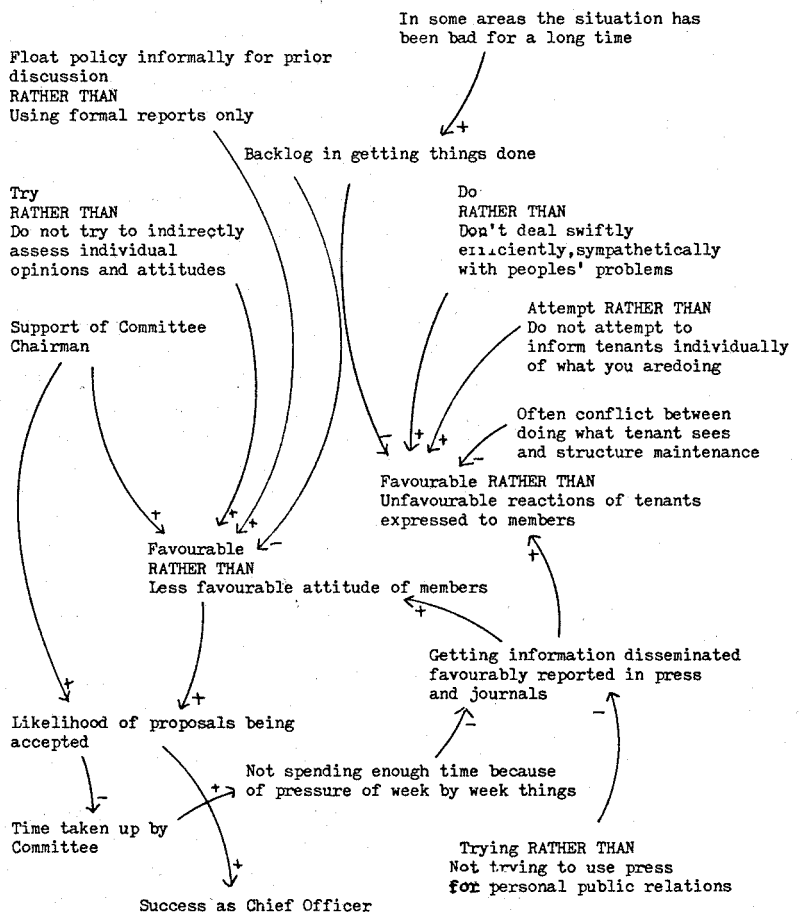 In some areas the situation has
been bad for a long time
Float policy informally for prior
discussion
RATHER THAN
Using formal reports only
+
Backlog in getting things done
Try
RATHER THAN
Do not try to indirectly
assess individual
opinions and attitudes
Do
RATHER THAN
Don't deal swiftly
efficiently,sympathetically
with peoples' problems
Support of Committee
Chairman
Attempt RATHER THAN
Do not attempt to
inform tenants individually
of what you aredoing
Often conflict between
doing what tenant sees
and structure maintenance
- + + -
Favourable RATHER THAN
Unfavourable reactions of tenants
expressed to members
+ + + -
Favourable
RATHER THAN
Less favourable attitude of members
+
+
Getting information disseminated
favourably reported in press
and journals
+ + - -
Likelihood of proposals being
accepted
Not spending enough time because
of pressure of week by week things
- +
Time taken up by
Committee
Trying RATHER THAN
Not trying to use press
for personal public relations
+
Success as Chief Officer